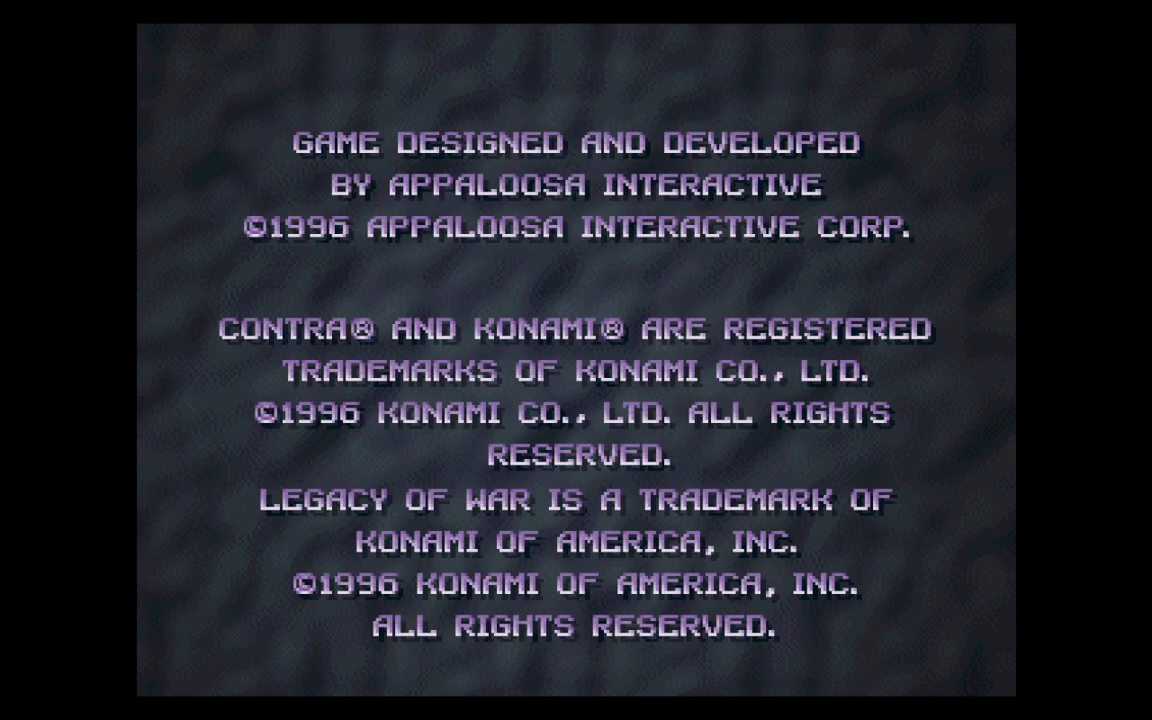 GAME DESIGNED AND DEVELOPED
BY APPALOOSA INTERACTIVE
©1996 APPALOOSA INTERACTIVE CORP.
CONTRA® AND KONAMI® ARE REGISTERED
TRADEMARKS OF KONAMI CO., LTD.
©1996 KONAMI CO., LTD. ALL RIGHTS
RESERVED.
LEGACY OF WAR IS A TRADEMARK OF
KONAMI OF AMERICA, INC.
©1996 KONAMI OF AMERICA, INC.
ALL RIGHTS RESERVED.